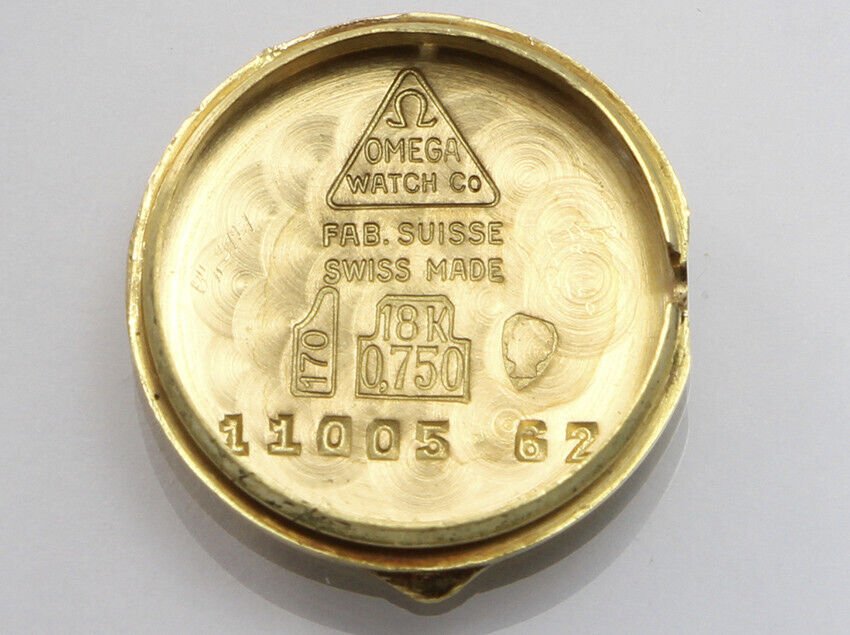 Ω
OMEGA
WATCH Co
FAB. SUISSE
SWISS MADE
170
18K
0,750
11005 62